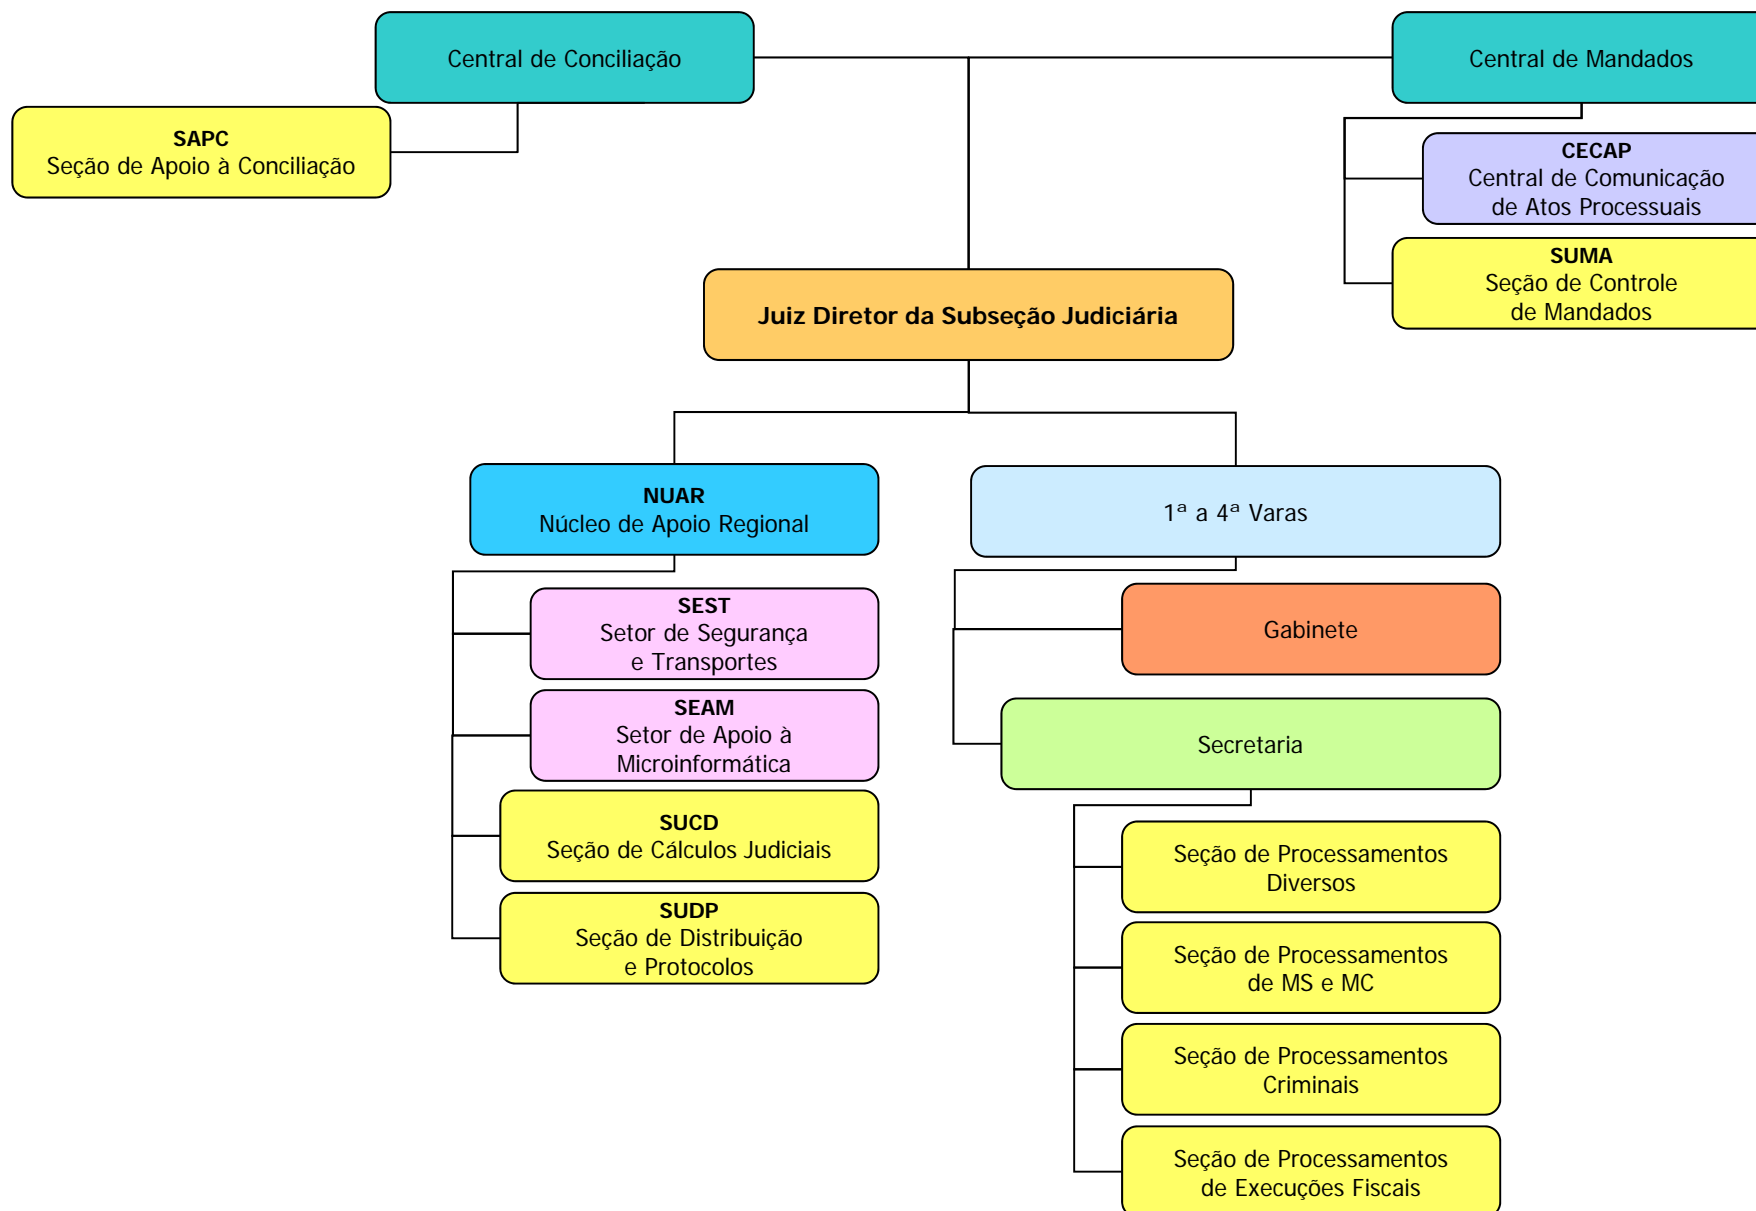 Central de Conciliação
Central de Mandados
SAPC
Seção de Apoio à Conciliação
CECAP
Central de Comunicação
de Atos Processuais
SUMA
Seção de Controle
de Mandados
Juiz Diretor da Subseção Judiciária
NUAR
Núcleo de Apoio Regional
SEST
Setor de Segurança
e Transportes
SEAM
Setor de Apoio à
Microinformática
SUCD
Seção de Cálculos Judiciais
SUDP
Seção de Distribuição
e Protocolos
1ª a 4ª Varas
Gabinete
Secretaria
Seção de Processamentos
Diversos
Seção de Processamentos
de MS e MC
Seção de Processamentos
Criminais
Seção de Processamentos
de Execuções Fiscais